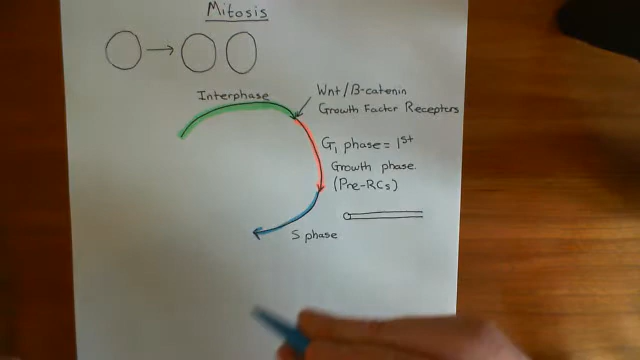 Mitosis
Interphase
Wnt/β-catenin
Growth Factor Receptors
G₁ phase = 1st
Growth phase.
(Pre-RCs)
S phase